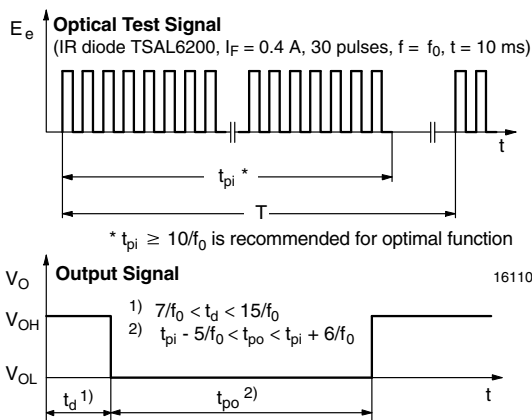 Optical Test Signal
(IR diode TSAL6200, I_F = 0.4 A, 30 pulses, f = f_0, t = 10 ms)
E_e
t
t_pi *
T
* t_pi ≥ 10/f_0 is recommended for optimal function
Output Signal
16110
V_O
V_OH
V_OL
1) 7/f_0 < t_d < 15/f_0
2) t_pi - 5/f_0 < t_po < t_pi + 6/f_0
t_d 1)
t_po 2)
t